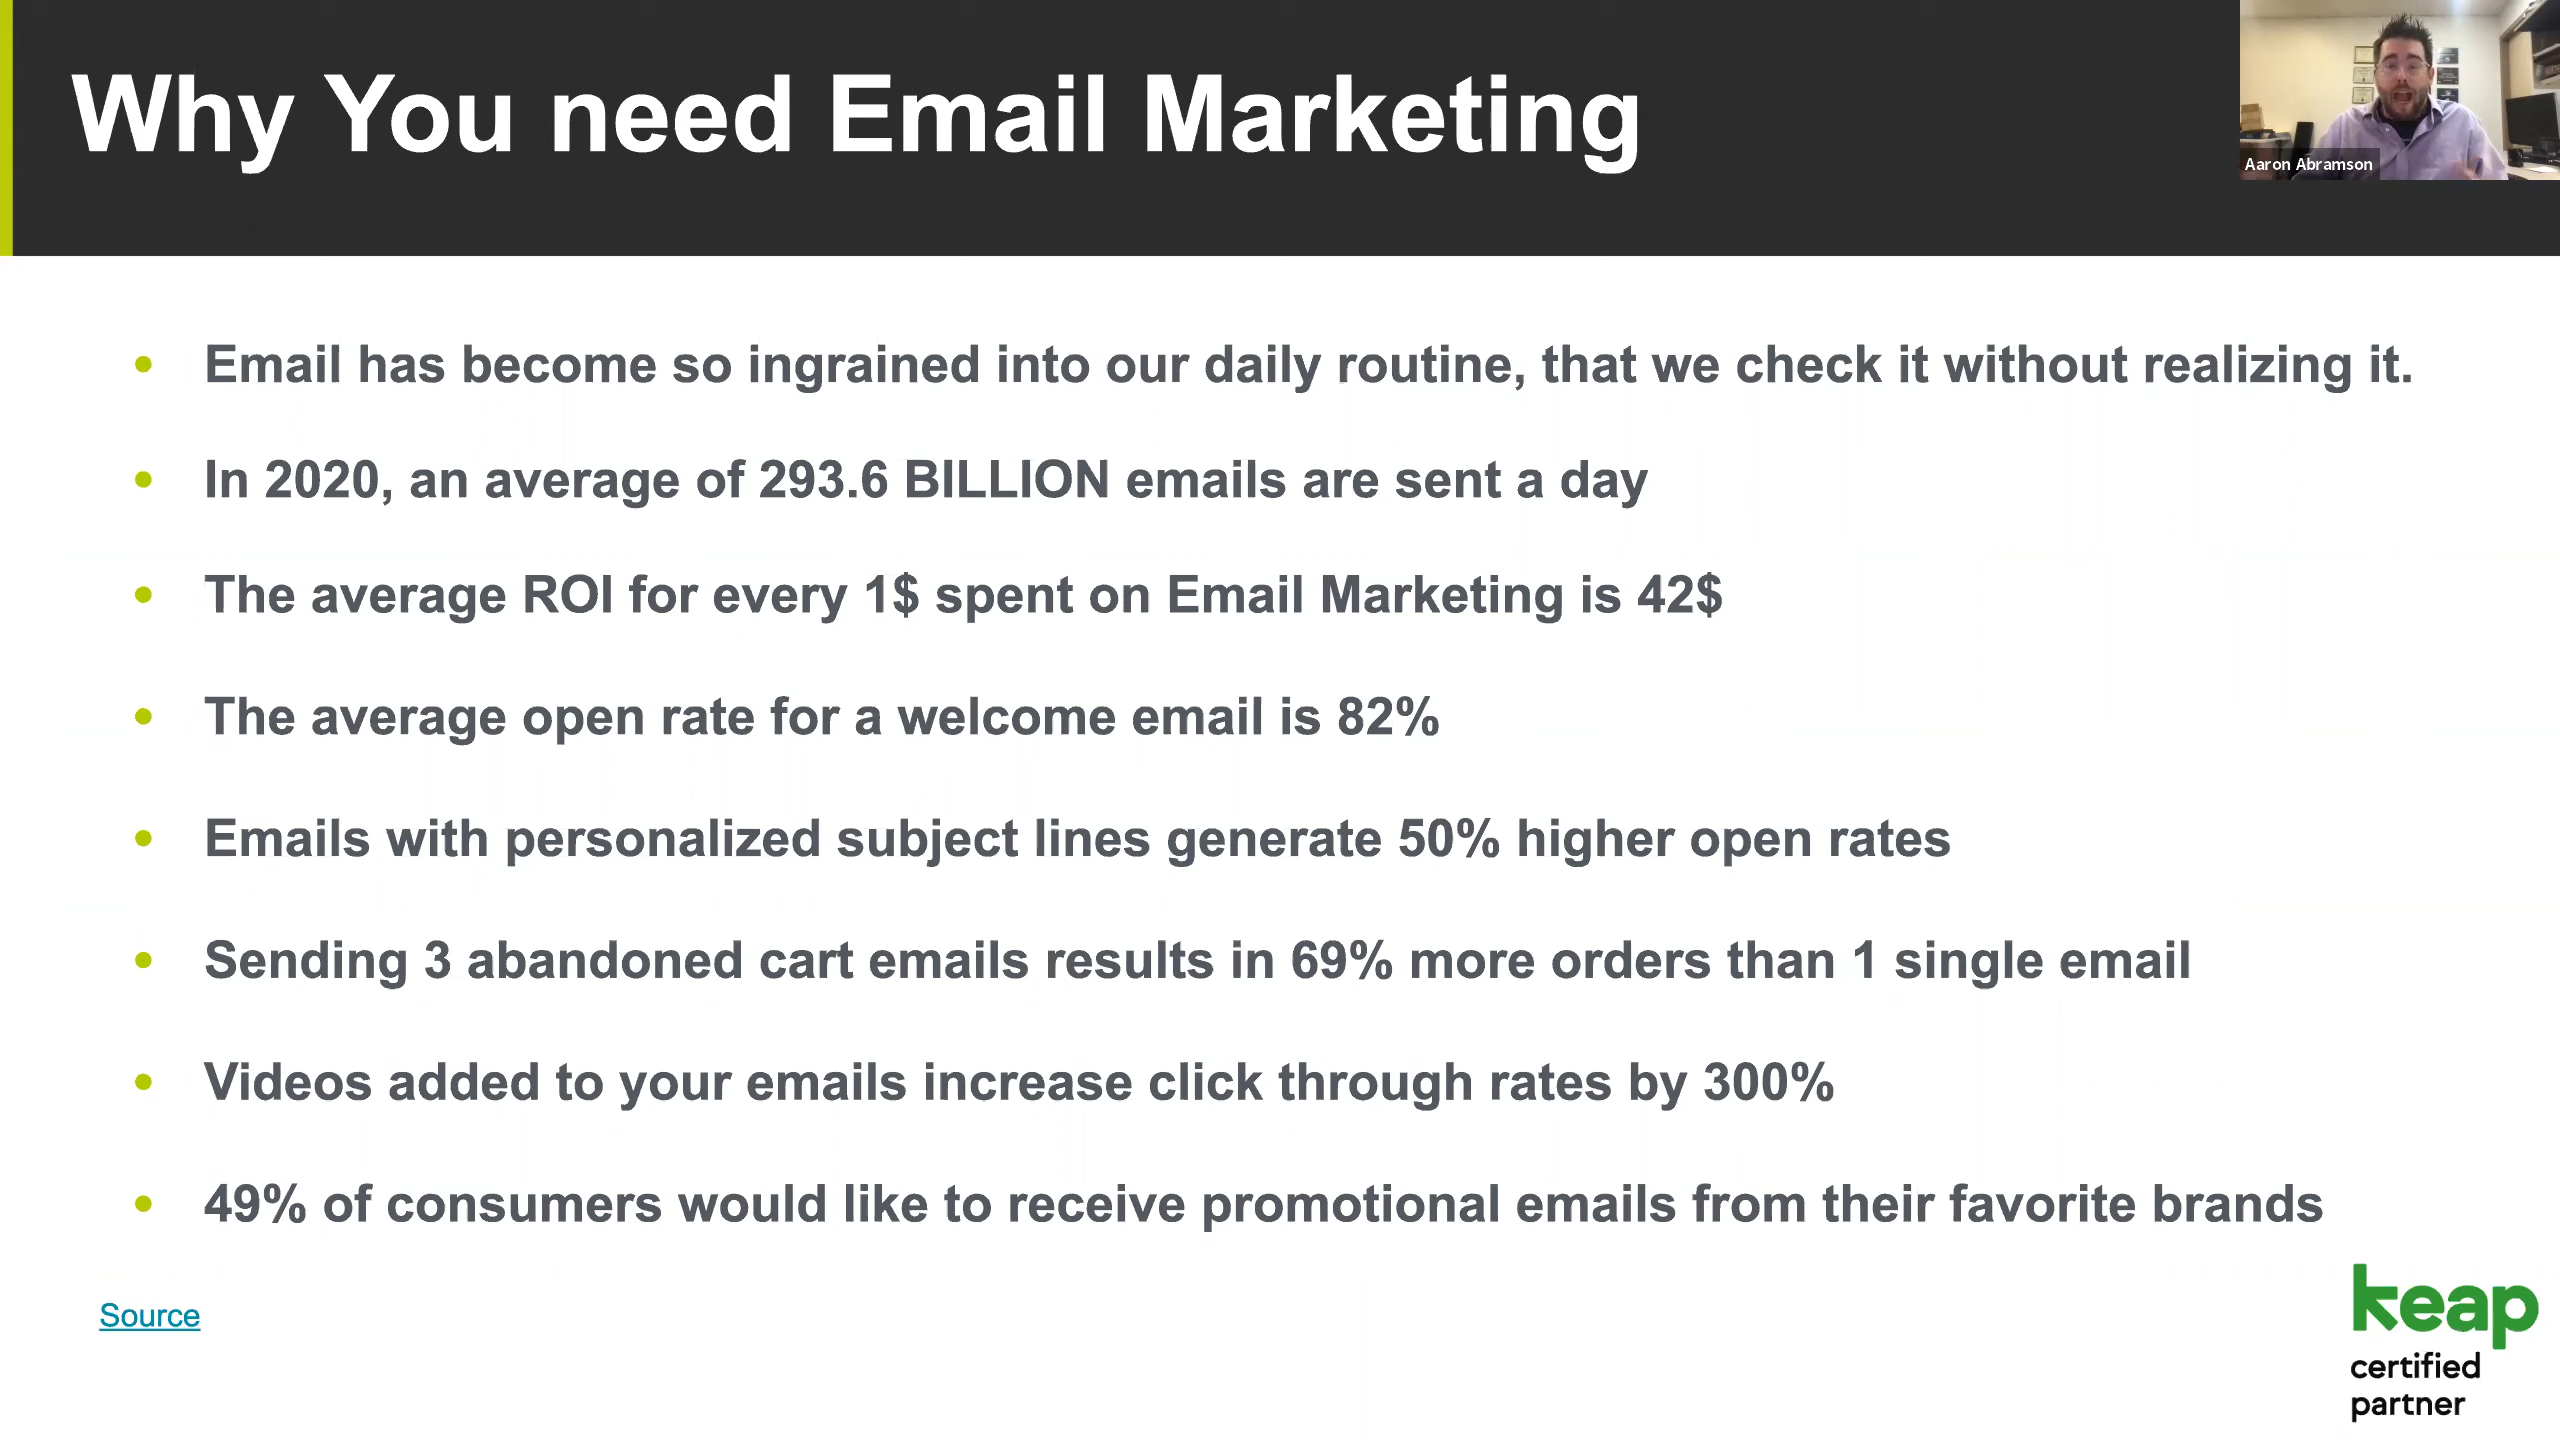 Why You need Email Marketing
Aaron Abramson
• Email has become so ingrained into our daily routine, that we check it without realizing it.
• In 2020, an average of 293.6 BILLION emails are sent a day
• The average ROI for every 1$ spent on Email Marketing is 42$
• The average open rate for a welcome email is 82%
• Emails with personalized subject lines generate 50% higher open rates
• Sending 3 abandoned cart emails results in 69% more orders than 1 single email
• Videos added to your emails increase click through rates by 300%
• 49% of consumers would like to receive promotional emails from their favorite brands
Source
keap
certified
partner